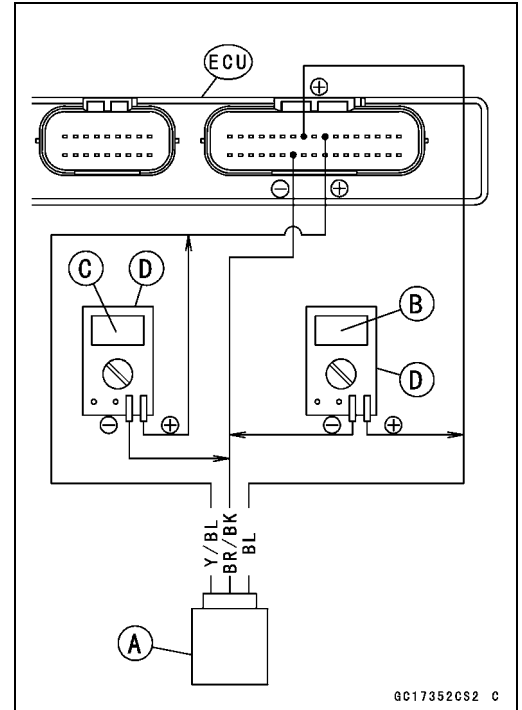 ECU
⊕
⊖ ⊕
C D
B
D
⊖ ⊕
⊖ ⊕
Y/BL
BR/BK
BL
A
GC17352CS2 C